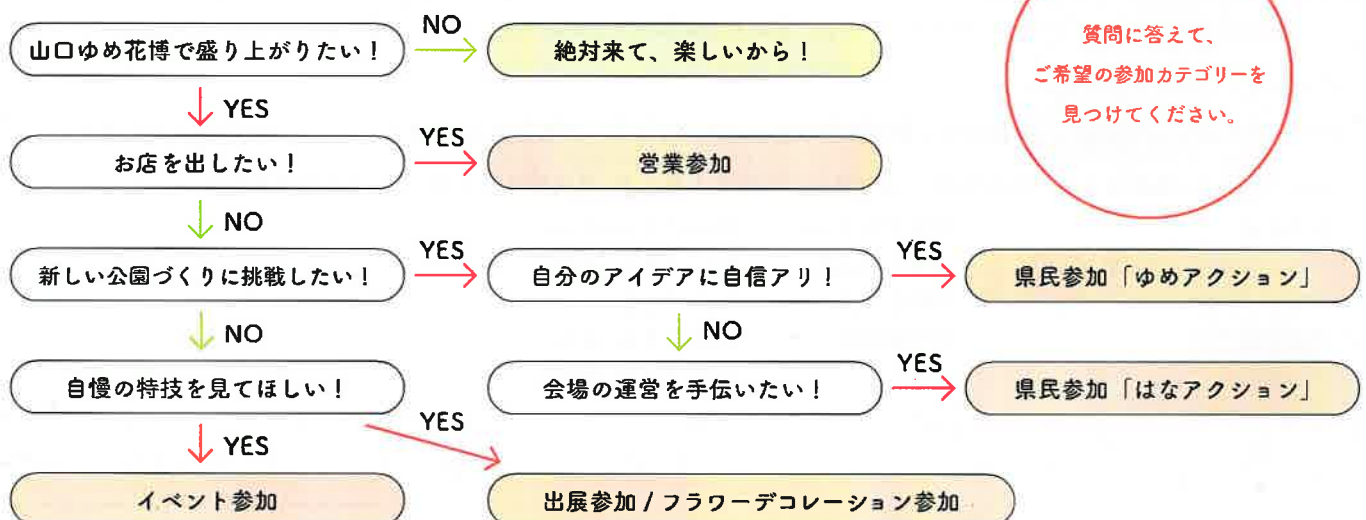 山口ゆめ花博で盛り上がりたい！
NO
絶対来て、楽しいから！
質問に答えて、
ご希望の参加カテゴリーを
見つけてください。
YES
お店を出したい！
YES
営業参加
NO
新しい公園づくりに挑戦したい！
YES
自分のアイデアに自信アリ！
YES
県民参加「ゆめアクション」
NO
NO
自慢の特技を見てほしい！
会場の運営を手伝いたい！
YES
県民参加「はなアクション」
YES
YES
イベント参加
出展参加 / フラワーデコレーション参加